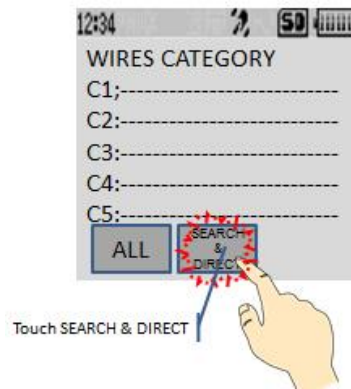 12:34 SD
WIRES CATEGORY
C1;--------------------------
C2:--------------------------
C3:--------------------------
C4:--------------------------
C5:--------------------------
ALL
SEARCH
&
DIRECT
Touch SEARCH & DIRECT